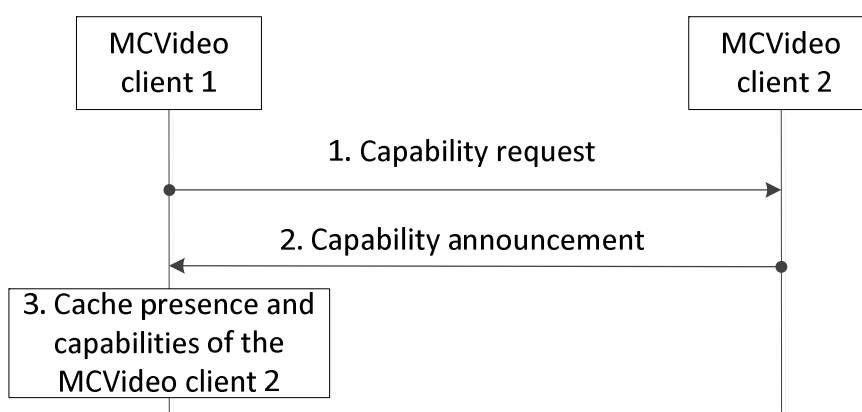 MCVideo
client 1
MCVideo
client 2
1. Capability request
2. Capability announcement
3. Cache presence and
capabilities of the
MCVideo client 2